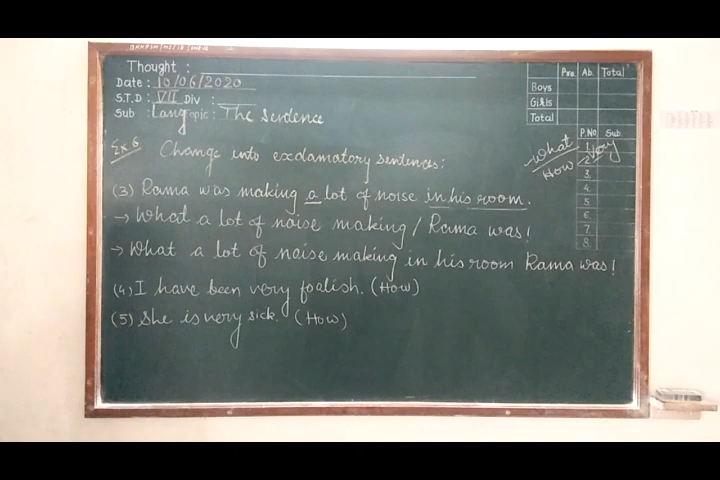 Thought :
Date : 10/06/2020
S.T.D : VII Div :
Sub : Lang Topic : The Sentence
Pre. Ab. Total
Boys
Girls
Total
P.No. Sub.
1.
2.
3.
4.
5.
6.
7.
8.
What
How
Very
Ex. 6 Change into exclamatory sentences:
(3) Rama was making a lot of noise in his room.
→ What a lot of noise making / Rama was!
→ What a lot of noise making in his room Rama was!
(4) I have been very foolish. (How)
(5) She is very sick. (How)